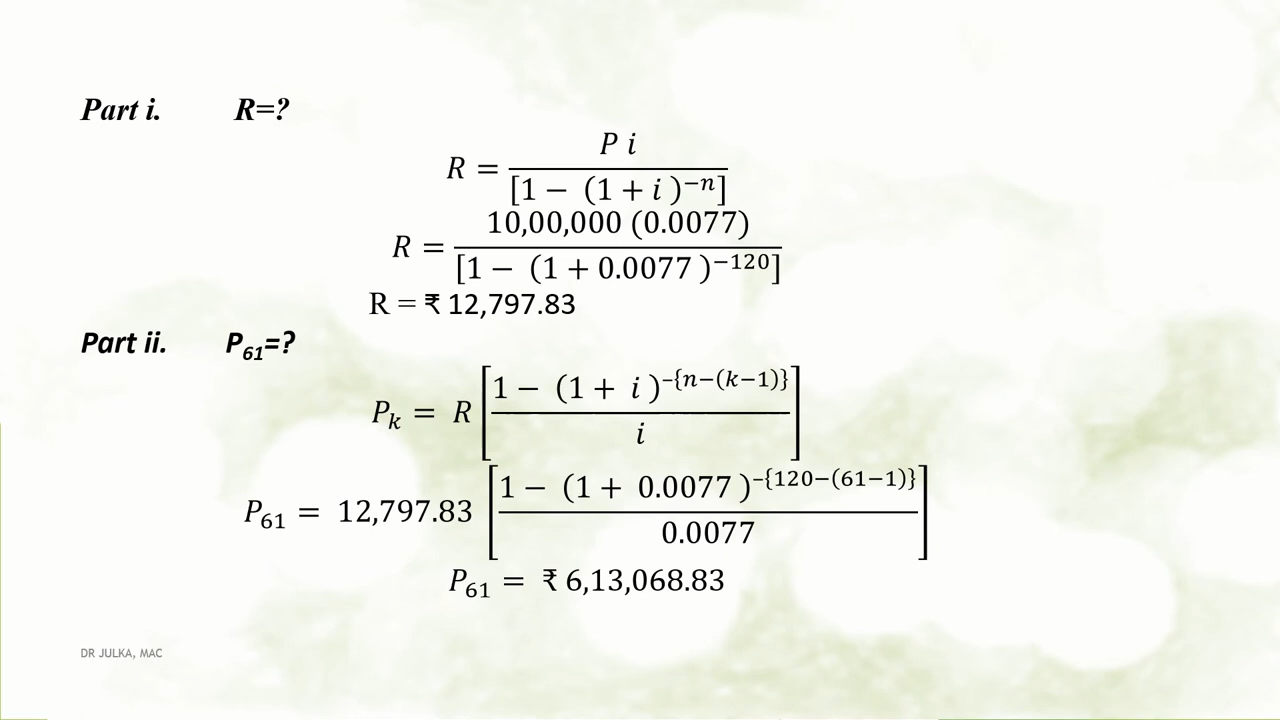 Part i. R=?
R = P i / [1 − (1 + i )^−n]
R = 10,00,000 (0.0077) / [1 − (1 + 0.0077 )^−120]
R = ₹ 12,797.83
Part ii. P₆₁=?
P_k = R [1 − (1 + i )^−{n−(k−1)} / i]
P₆₁ = 12,797.83 [1 − (1 + 0.0077 )^−{120−(61−1)} / 0.0077]
P₆₁ = ₹ 6,13,068.83
DR JULKA, MAC